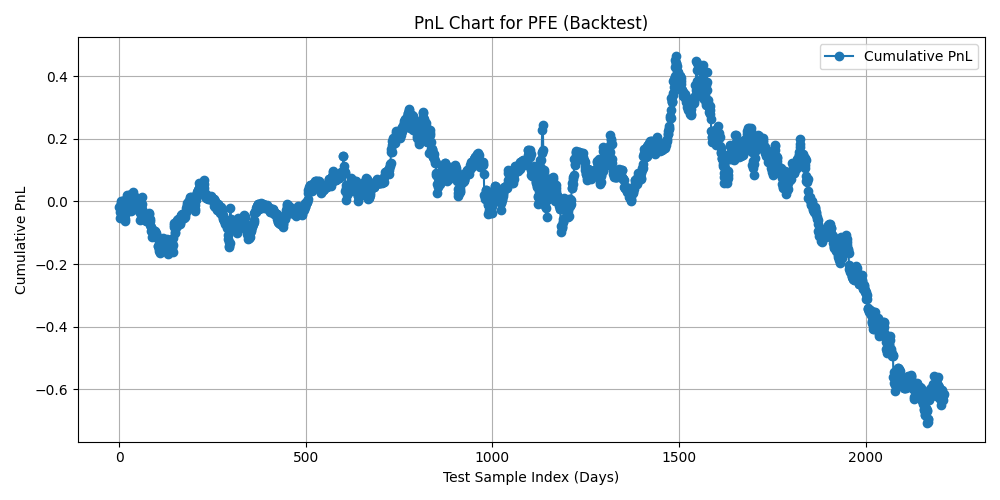 PnL Chart for PFE (Backtest)
Cumulative PnL
0.4
0.2
0.0
−0.2
−0.4
−0.6
Cumulative PnL
0
500
1000
1500
2000
Test Sample Index (Days)